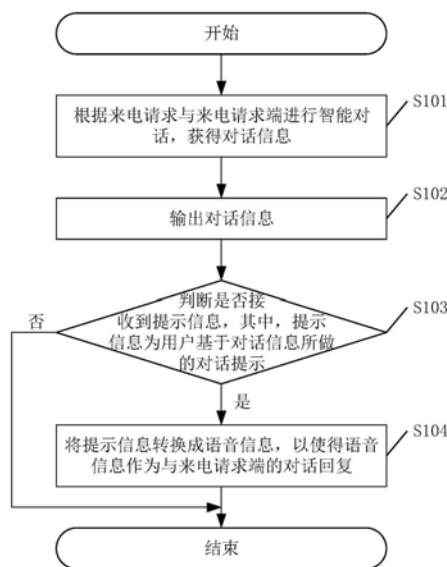 开始
根据来电请求与来电请求端进行智能对
话，获得对话信息
S101
输出对话信息
S102
判断是否接
收到提示信息，其中，提示
信息为用户基于对话信息所做
的对话提示
S103
否
是
将提示信息转换成语音信息，以使得语音
信息作为与来电请求端的对话回复
S104
结束